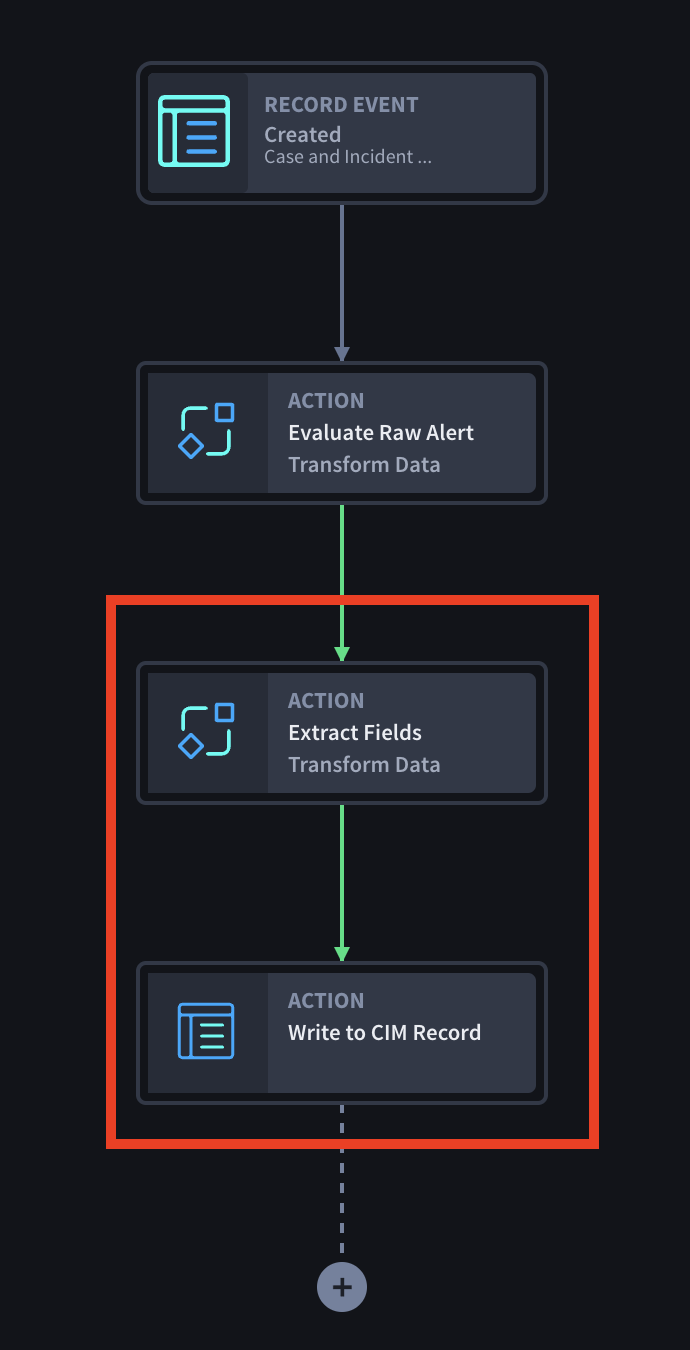 RECORD EVENT
Created
Case and Incident ...
ACTION
Evaluate Raw Alert
Transform Data
ACTION
Extract Fields
Transform Data
ACTION
Write to CIM Record
+